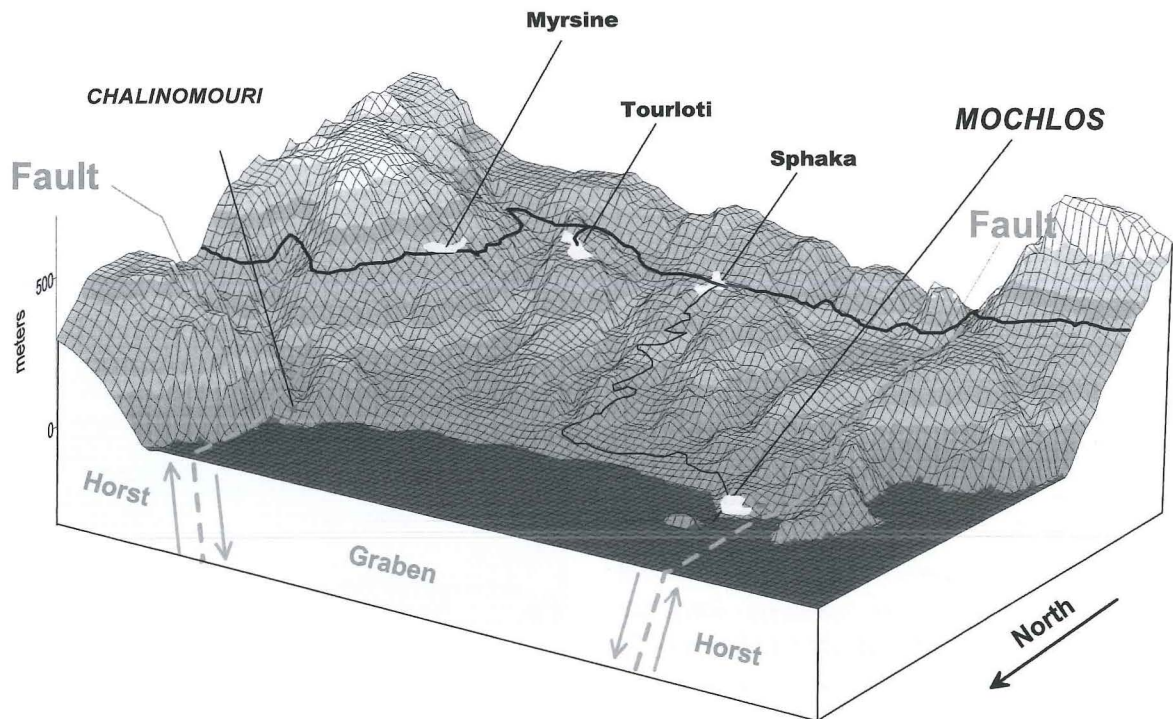 Myrsine
CHALINOMOURI
Tourloti
MOCHLOS
Sphaka
Fault
Fault
500
meters
0
Horst
Graben
Horst
North